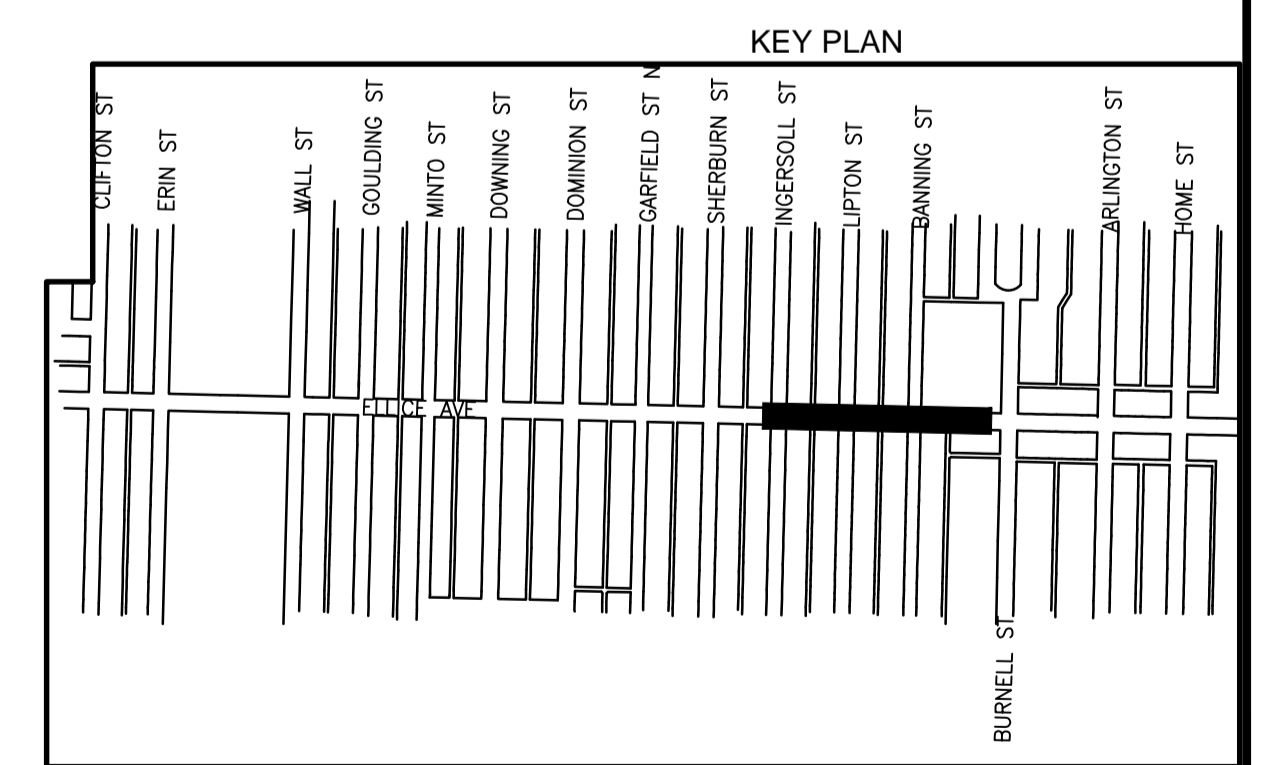 KEY PLAN
CLIFTON ST
ERIN ST
WALL ST
GOULDING ST
MINTO ST
DOWNING ST
DOMINION ST
GARFIELD ST N
SHERBURN ST
INGERSOLL ST
LIPTON ST
BANNING ST
ARLINGTON ST
HOME ST
ELLICE AVE
BURNELL ST